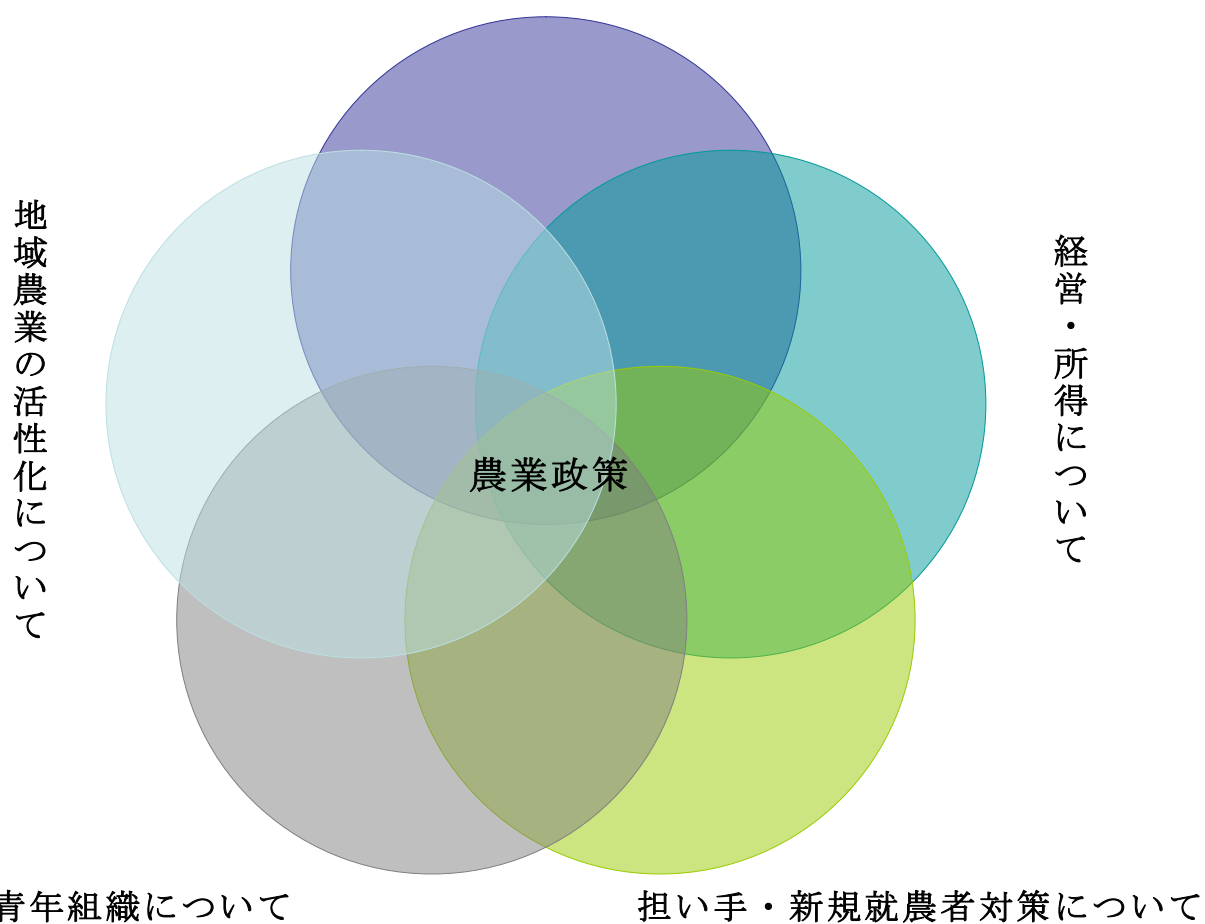 地域農業の活性化について
経営・所得について
農業政策
青年組織について
担い手・新規就農者対策について